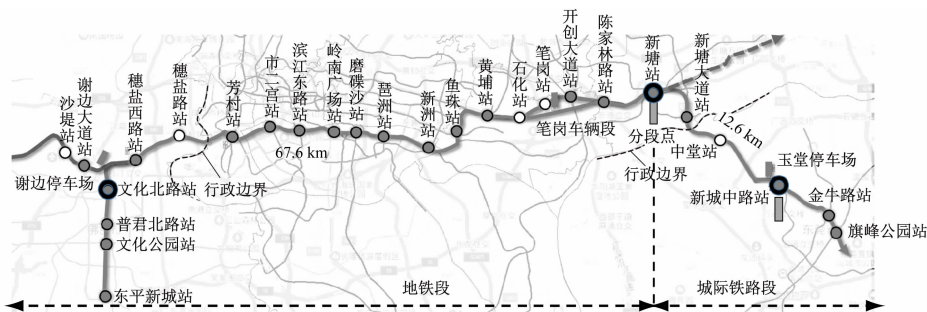 沙堤站
谢边大道站
穗盐西路站
穗盐路站
芳村站
市二宫站
滨江东路站
岭南广场站
磨碟沙站
琶洲站
新洲站
鱼珠站
黄埔站
石化站
笔岗站
开创大道站
陈家林路站
新塘站
新塘大道站
12.6 km
67.6 km
笔岗车辆段
分段点
中堂站
行政边界
玉堂停车场
新城中路站
金牛路站
旗峰公园站
谢边停车场
文化北路站
行政边界
普君北路站
文化公园站
东平新城站
地铁段
城际铁路段